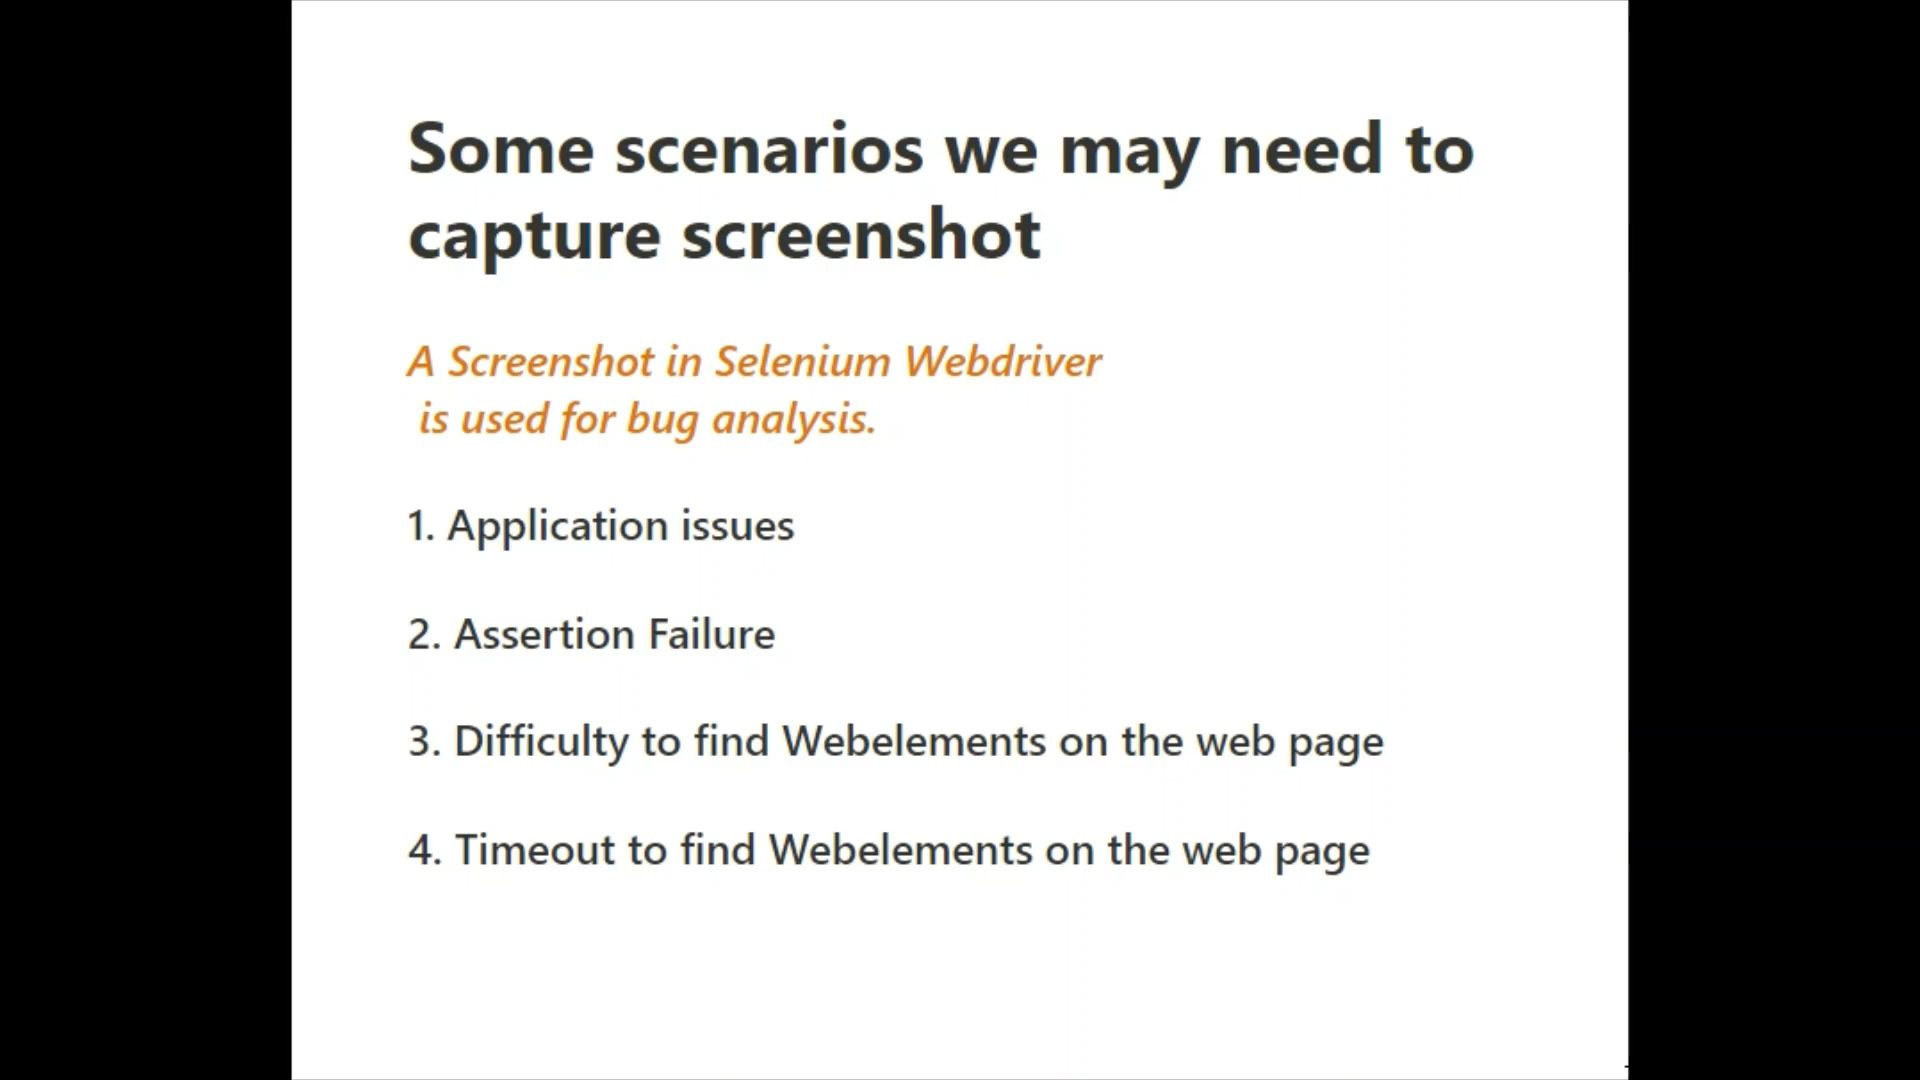 Some scenarios we may need to
capture screenshot
A Screenshot in Selenium Webdriver
is used for bug analysis.
1. Application issues
2. Assertion Failure
3. Difficulty to find Webelements on the web page
4. Timeout to find Webelements on the web page